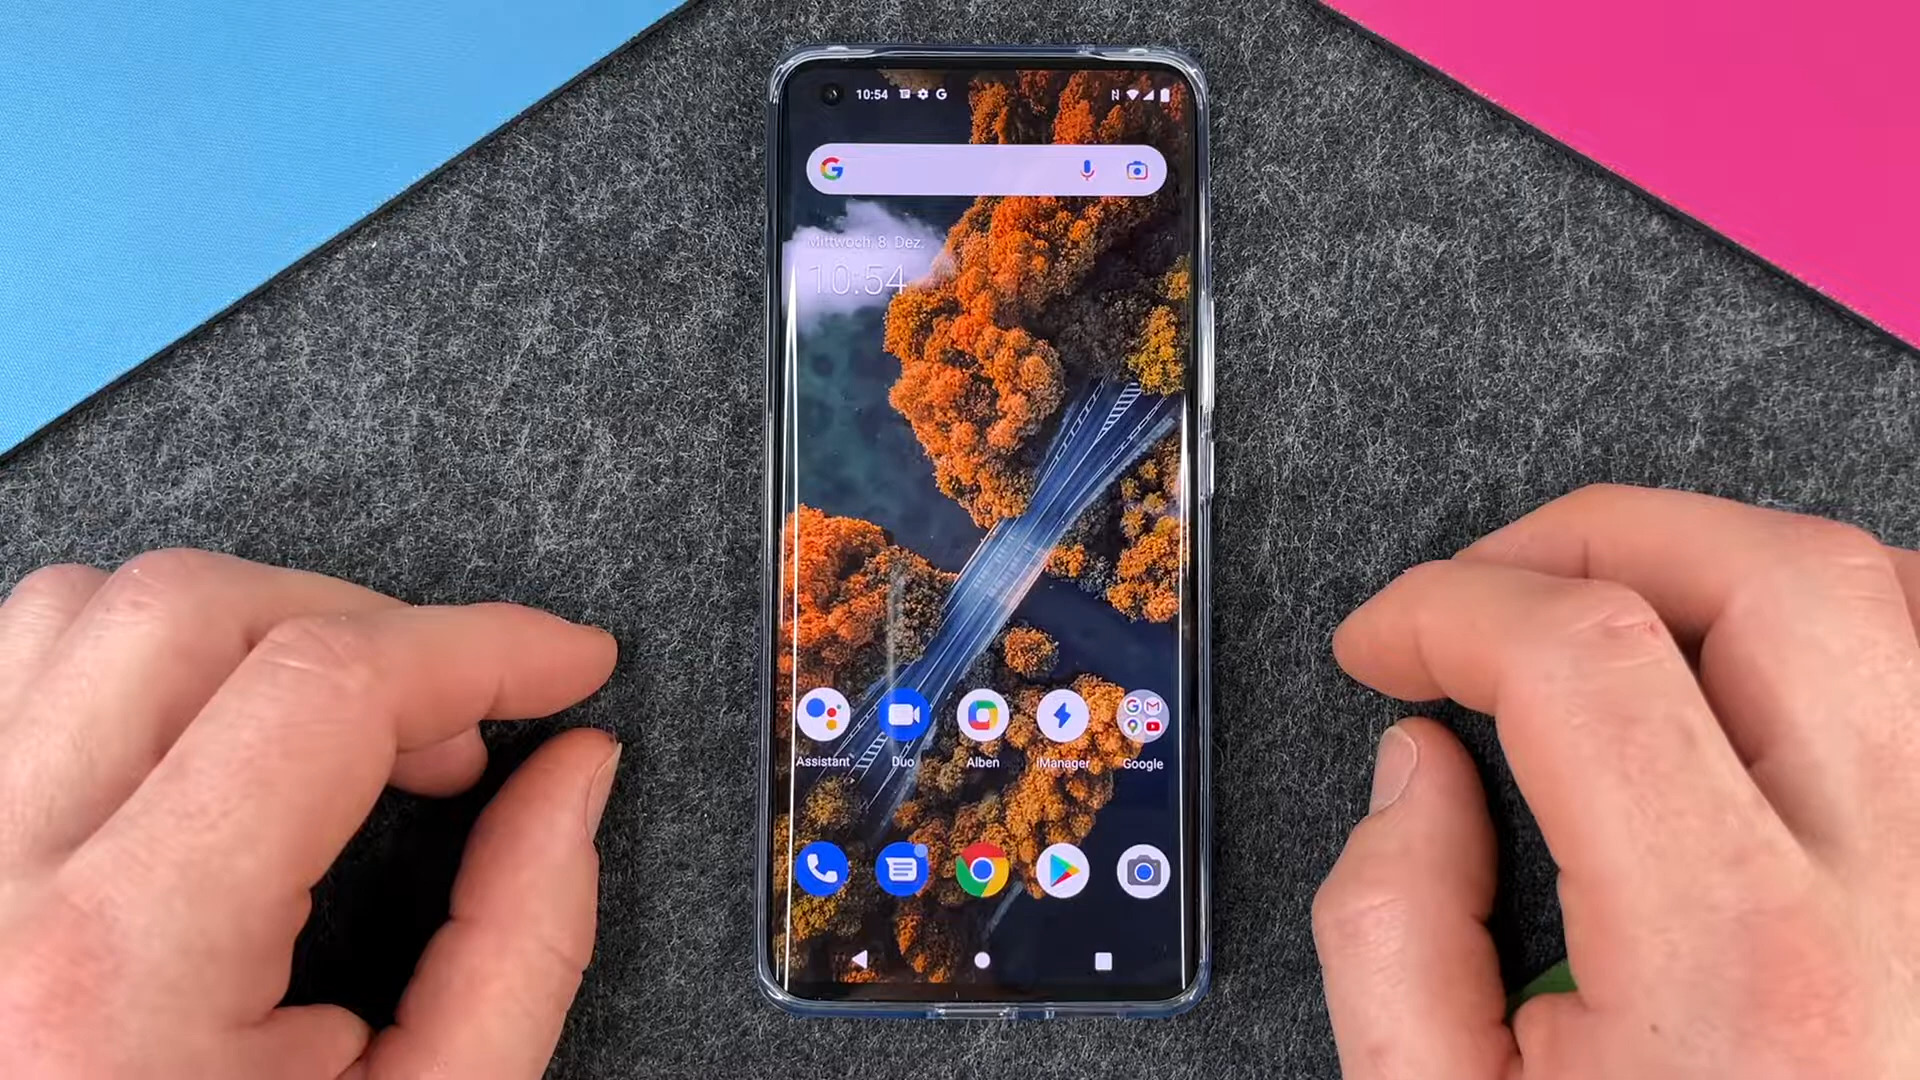 10:54
Mittwoch, 8. Dez.
10:54
Assistant
Duo
Alben
iManager
Google